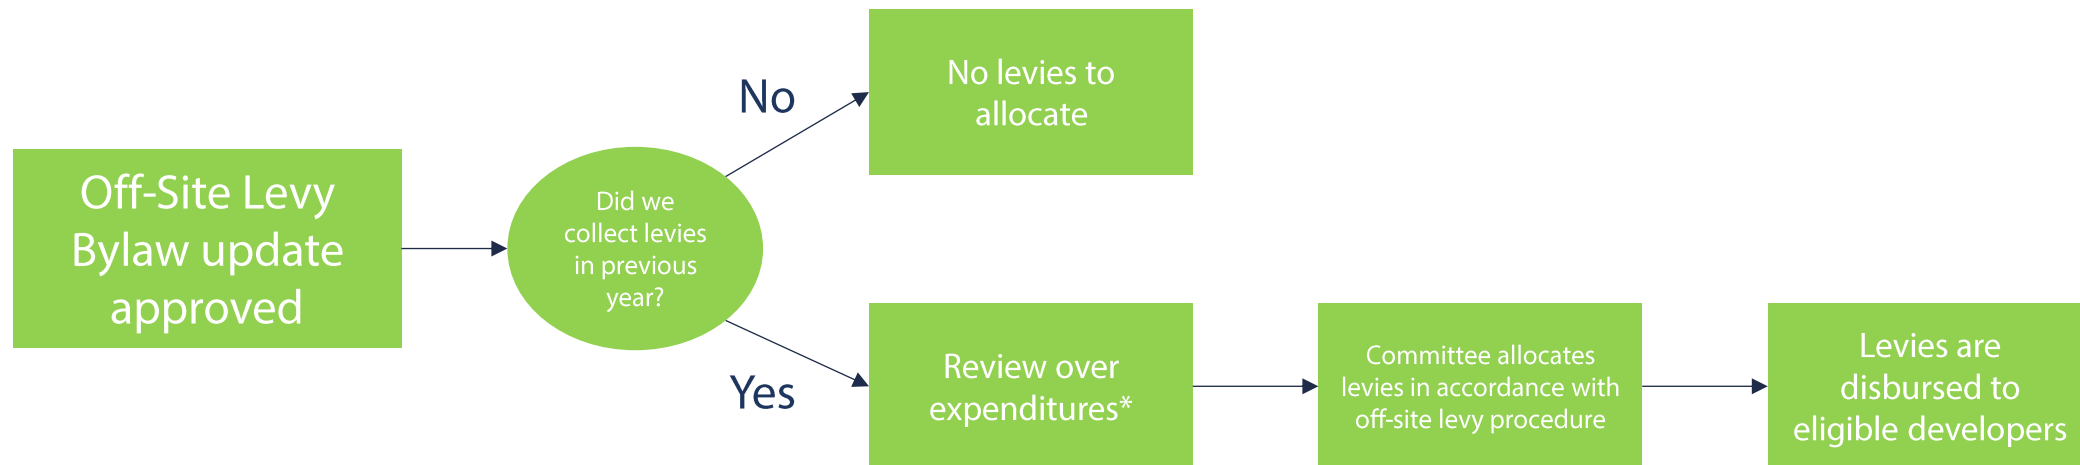 Off-Site Levy
Bylaw update
approved
Did we
collect levies
in previous
year?
No
No levies to
allocate
Yes
Review over
expenditures*
Committee allocates
levies in accordance with
off-site levy procedure
Levies are
disbursed to
eligible developers